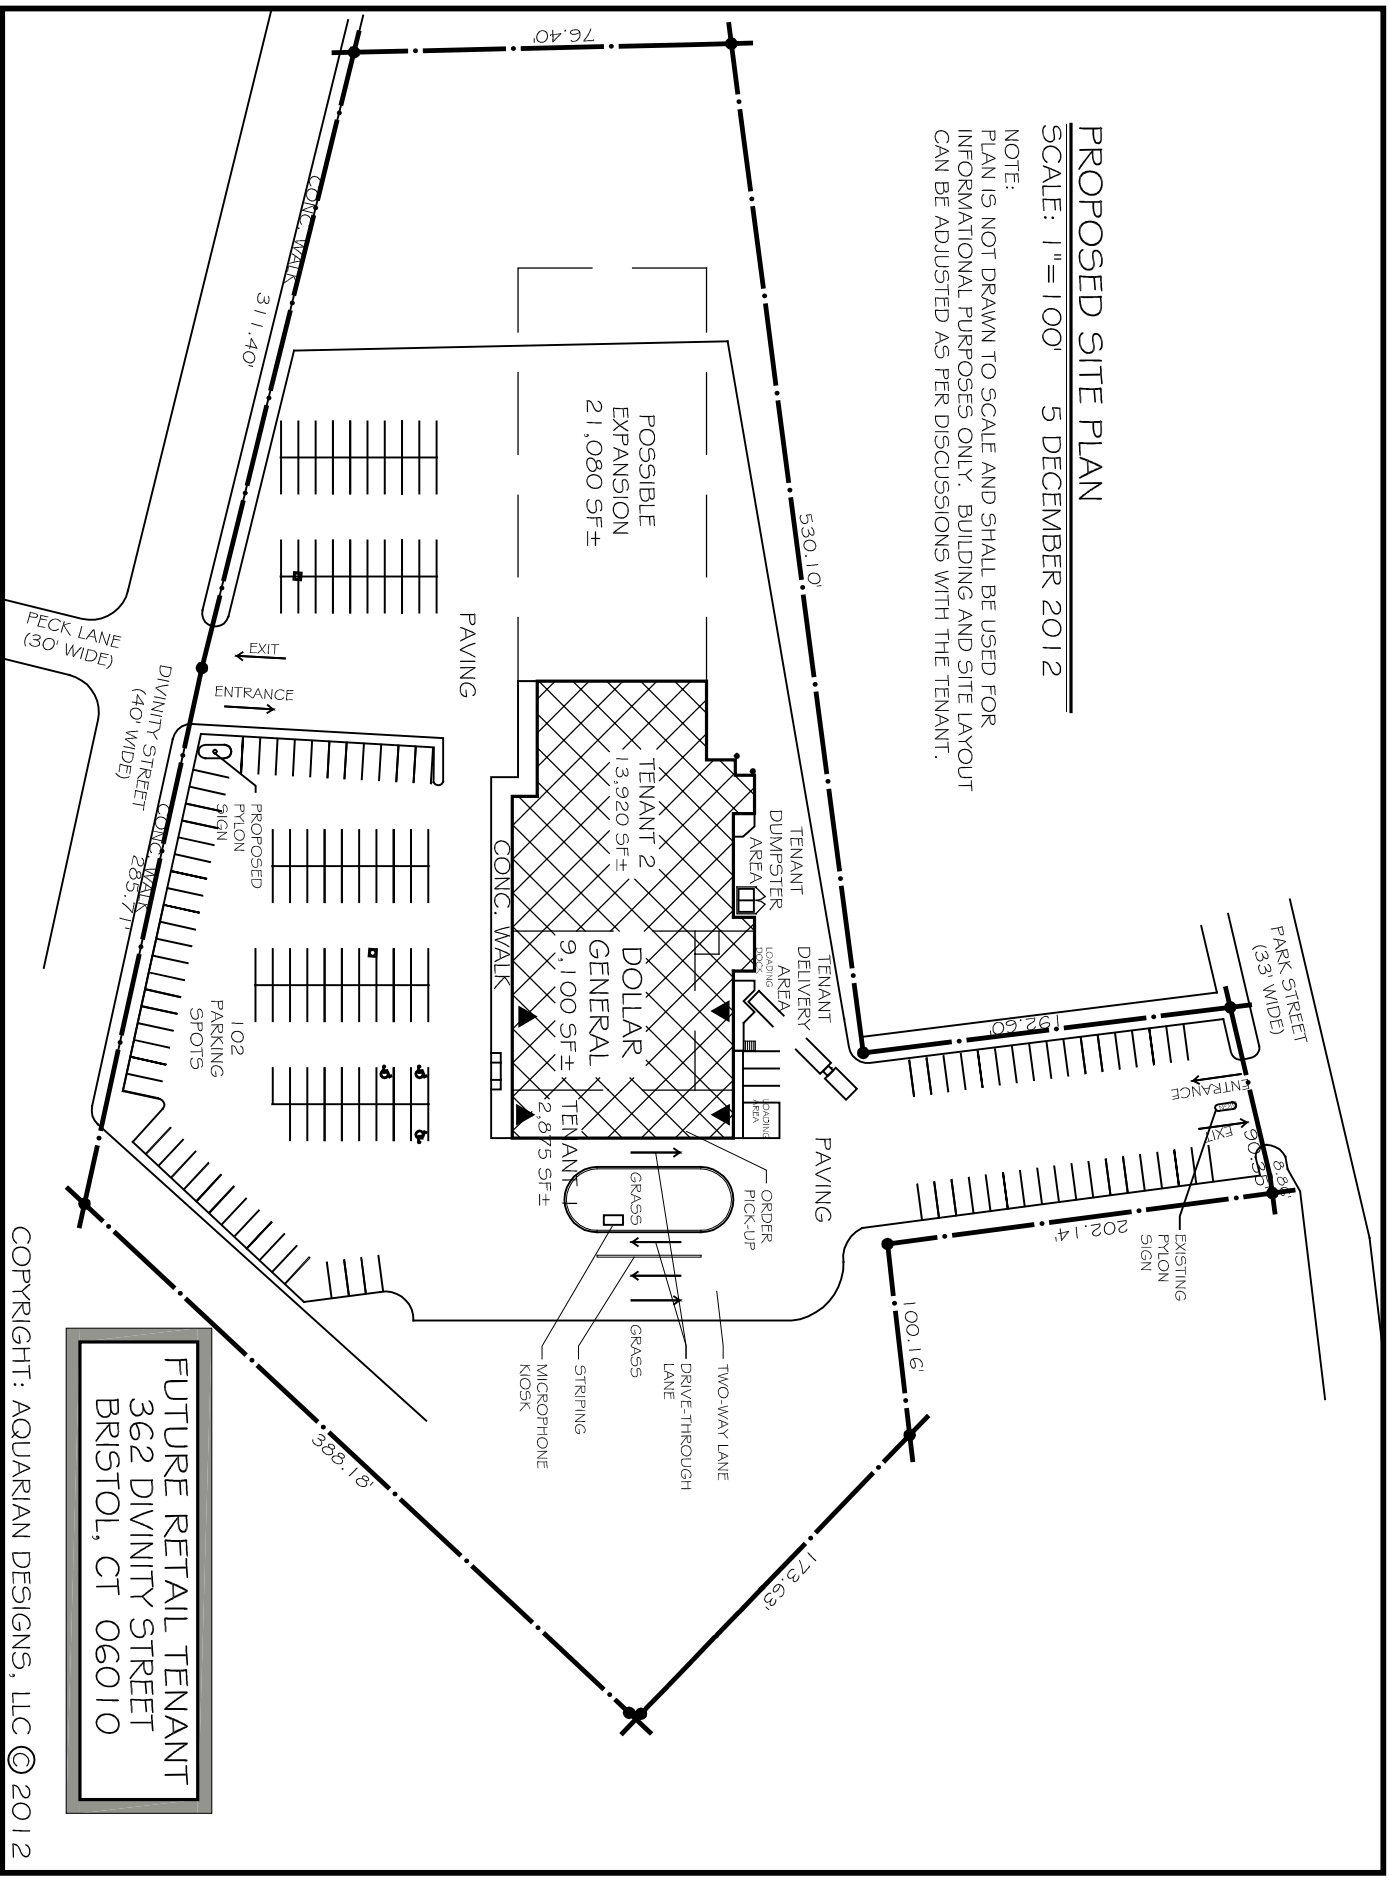 PROPOSED SITE PLAN
SCALE: 1"=100' 5 DECEMBER 2012
NOTE:
PLAN IS NOT DRAWN TO SCALE AND SHALL BE USED FOR
INFORMATIONAL PURPOSES ONLY. BUILDING AND SITE LAYOUT
CAN BE ADJUSTED AS PER DISCUSSIONS WITH THE TENANT.
76.40'
530.10'
192.60'
PARK STREET
(33' WIDE)
ENTRANCE
EXIT
90.36'
8.86'
EXISTING
PYLON
SIGN
202.14'
100.16'
173.63'
388.18'
CONC. WALK
311.40'
POSSIBLE
EXPANSION
21,080 SF±
PAVING
EXIT
ENTRANCE
PECK LANE
(30' WIDE)
DIVINITY STREET
(40' WIDE)
CONC. WALK
285.71'
PROPOSED
PYLON
SIGN
TENANT 2
13,920 SF±
TENANT
DUMPSTER
AREA
TENANT
DELIVERY
AREA
LOADING
DOCK
DOLLAR
GENERAL
9,100 SF±
CONC. WALK
102
PARKING
SPOTS
TENANT 1
2,875 SF±
LOADING
AREA
PAVING
ORDER
PICK-UP
GRASS
GRASS
TWO-WAY LANE
DRIVE-THROUGH
LANE
STRIPING
MICROPHONE
KIOSK
FUTURE RETAIL TENANT
362 DIVINITY STREET
BRISTOL, CT 06010
COPYRIGHT: AQUARIAN DESIGNS, LLC © 2012